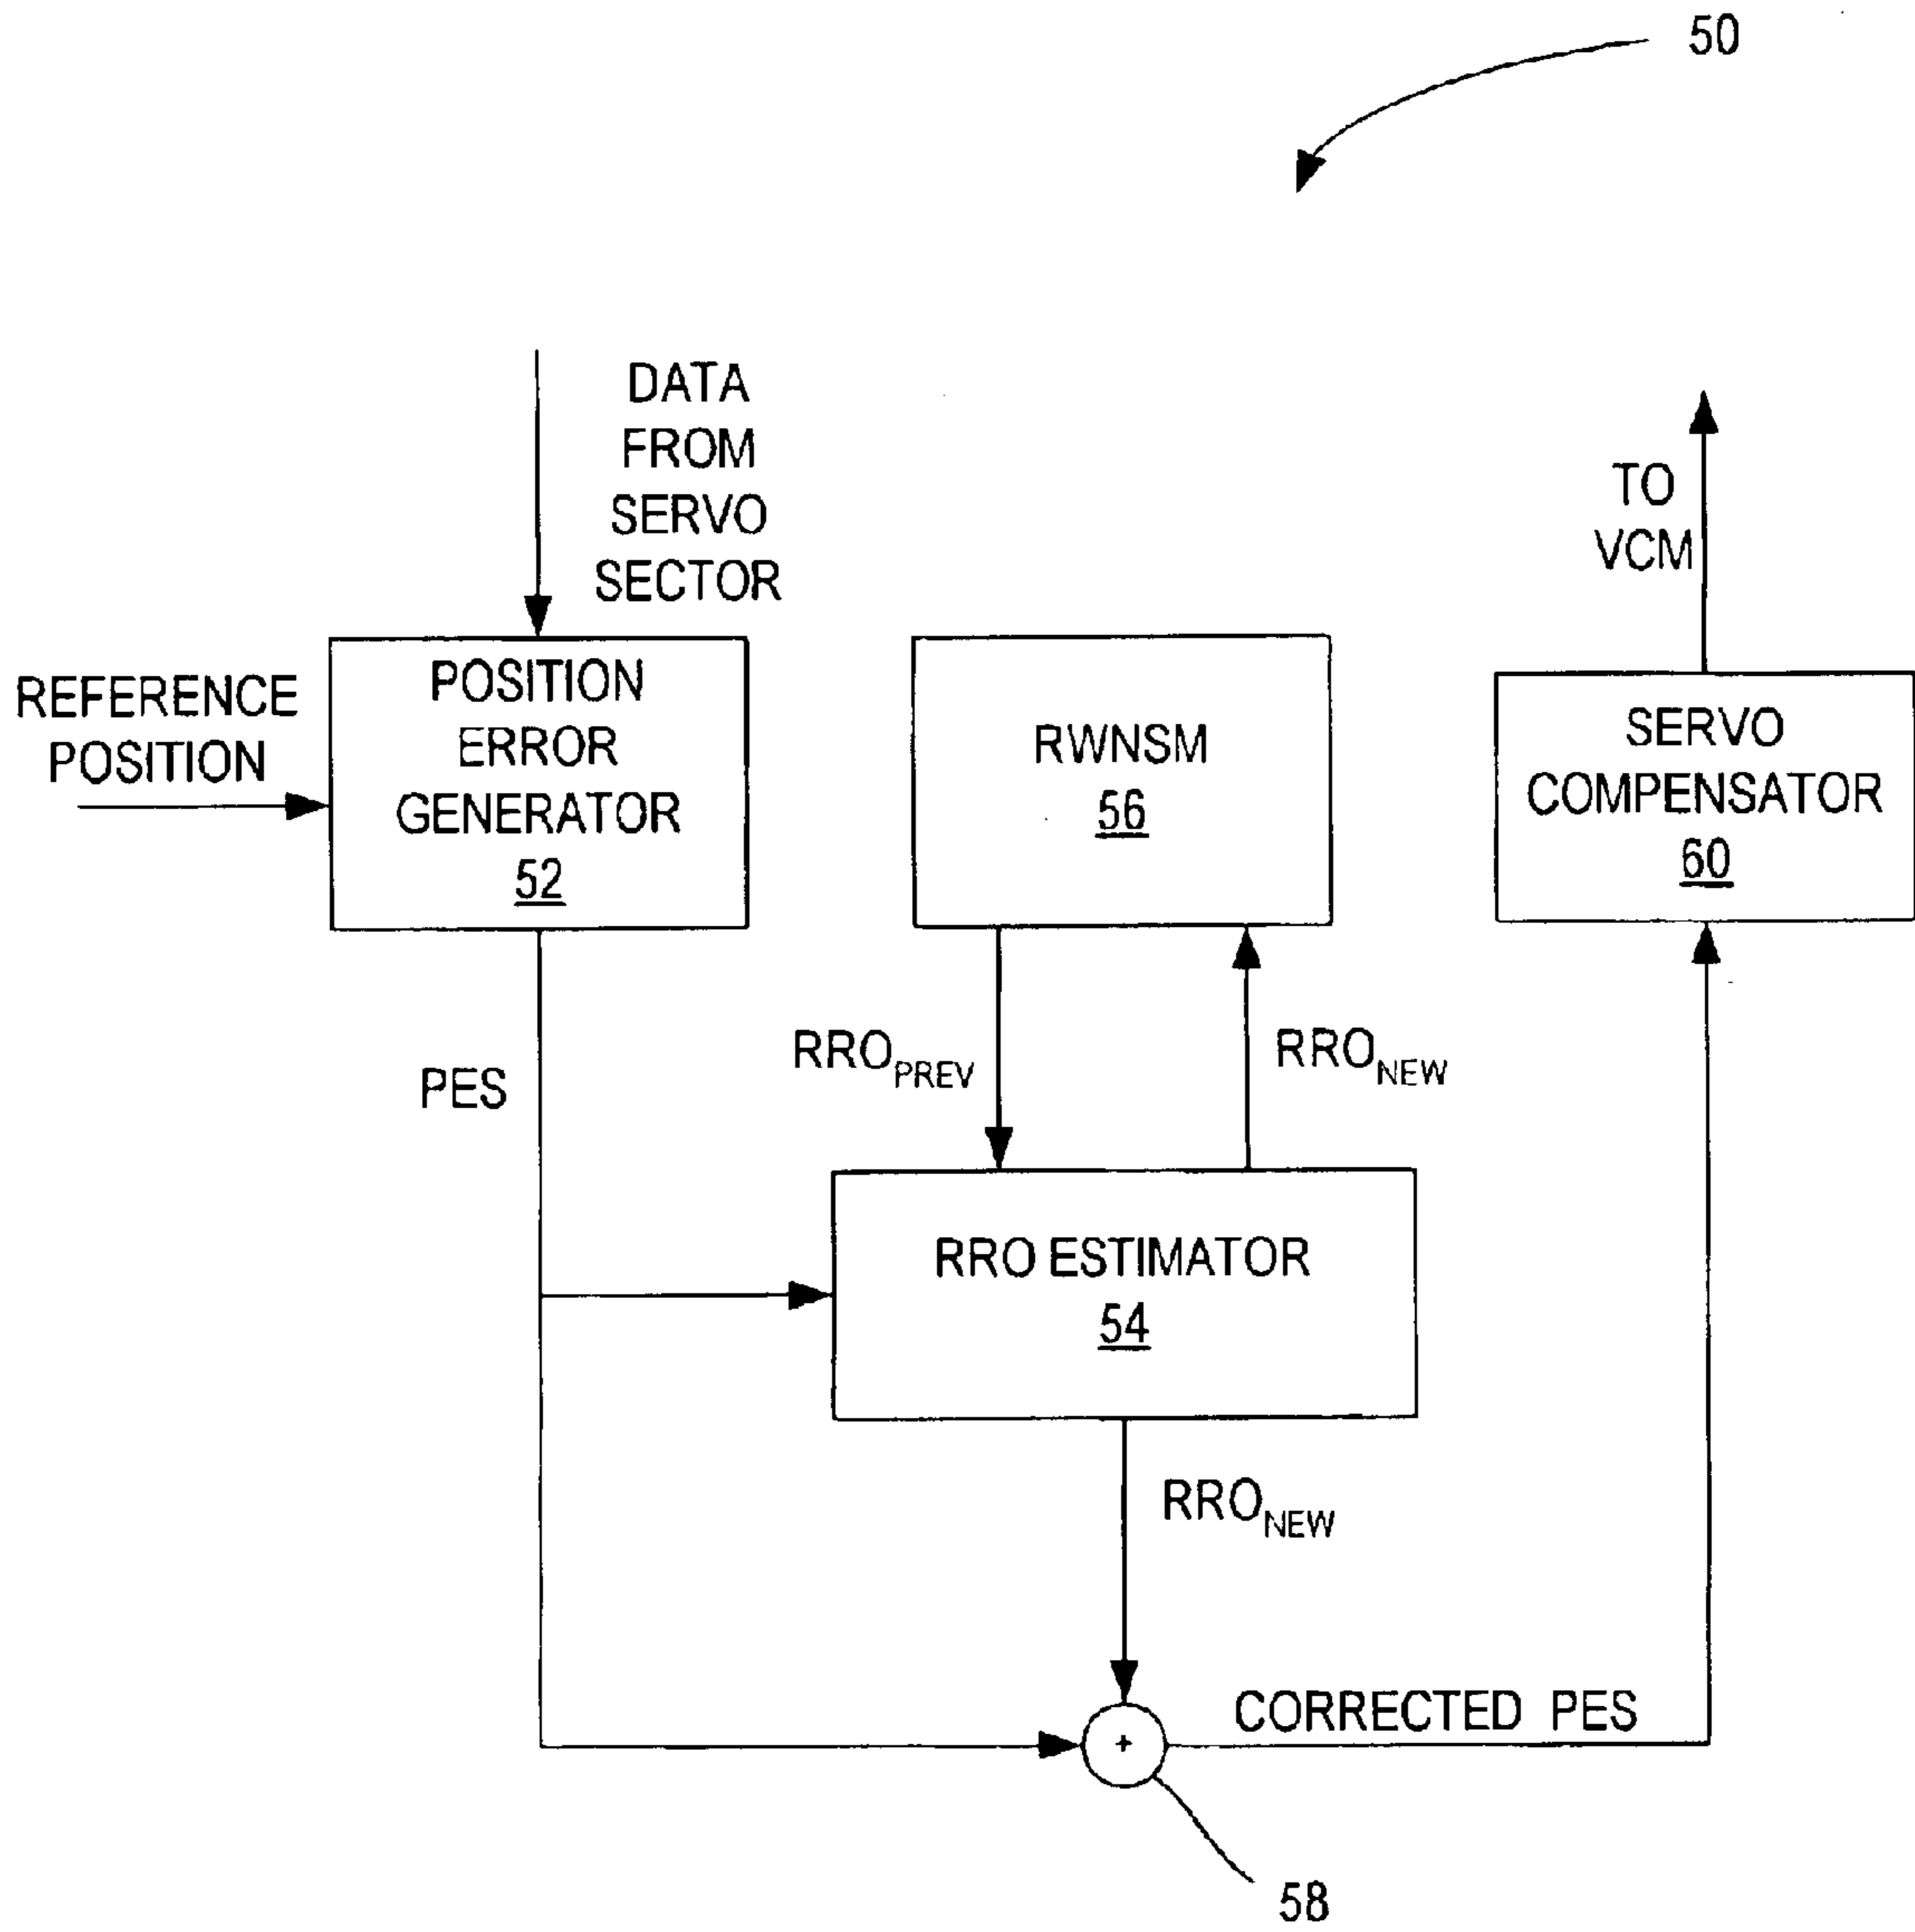 50
DATA
FROM
SERVO
SECTOR
TO
VCM
REFERENCE
POSITION
POSITION
ERROR
GENERATOR
52
RWNSM
56
SERVO
COMPENSATOR
60
PES
RRO_PREV
RRO_NEW
RRO ESTIMATOR
54
RRO_NEW
+
CORRECTED PES
58